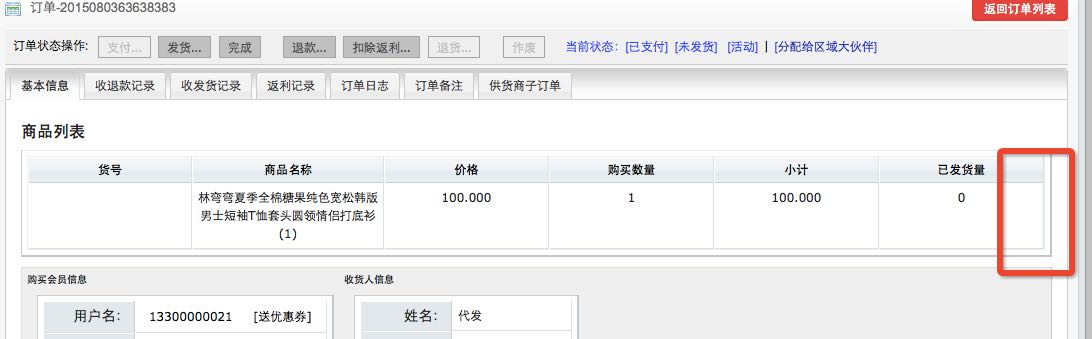 订单-2015080363638383
返回订单列表
订单状态操作: 支付... 发货... 完成 退款... 扣除返利... 退货... 作废 当前状态: [已支付] [未发货] [活动] | [分配给区域大伙伴]
基本信息 收退款记录 收发货记录 返利记录 订单日志 订单备注 供货商子订单
商品列表
货号 商品名称 价格 购买数量 小计 已发货量
林弯弯夏季全棉糖果纯色宽松韩版 100.000 1 100.000 0
男士短袖T恤套头圆领情侣打底衫
(1)
购买会员信息 收货人信息
用户名: 13300000021 [送优惠券] 姓名: 代发